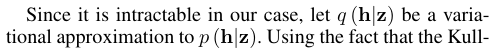 Since it is intractable in our case, let q (h|z) be a varia-
tional approximation to p (h|z). Using the fact that the Kull-